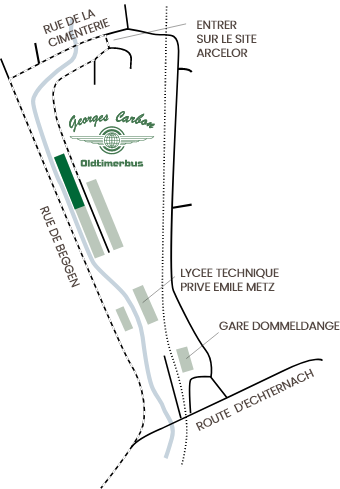 RUE DE LA
CIMENTERIE
ENTRER
SUR LE SITE
ARCELOR
Georges Carbon
Oldtimerbus
RUE DE BEGGEN
LYCEE TECHNIQUE
PRIVE EMILE METZ
GARE DOMMELDANGE
ROUTE D'ECHTERNACH